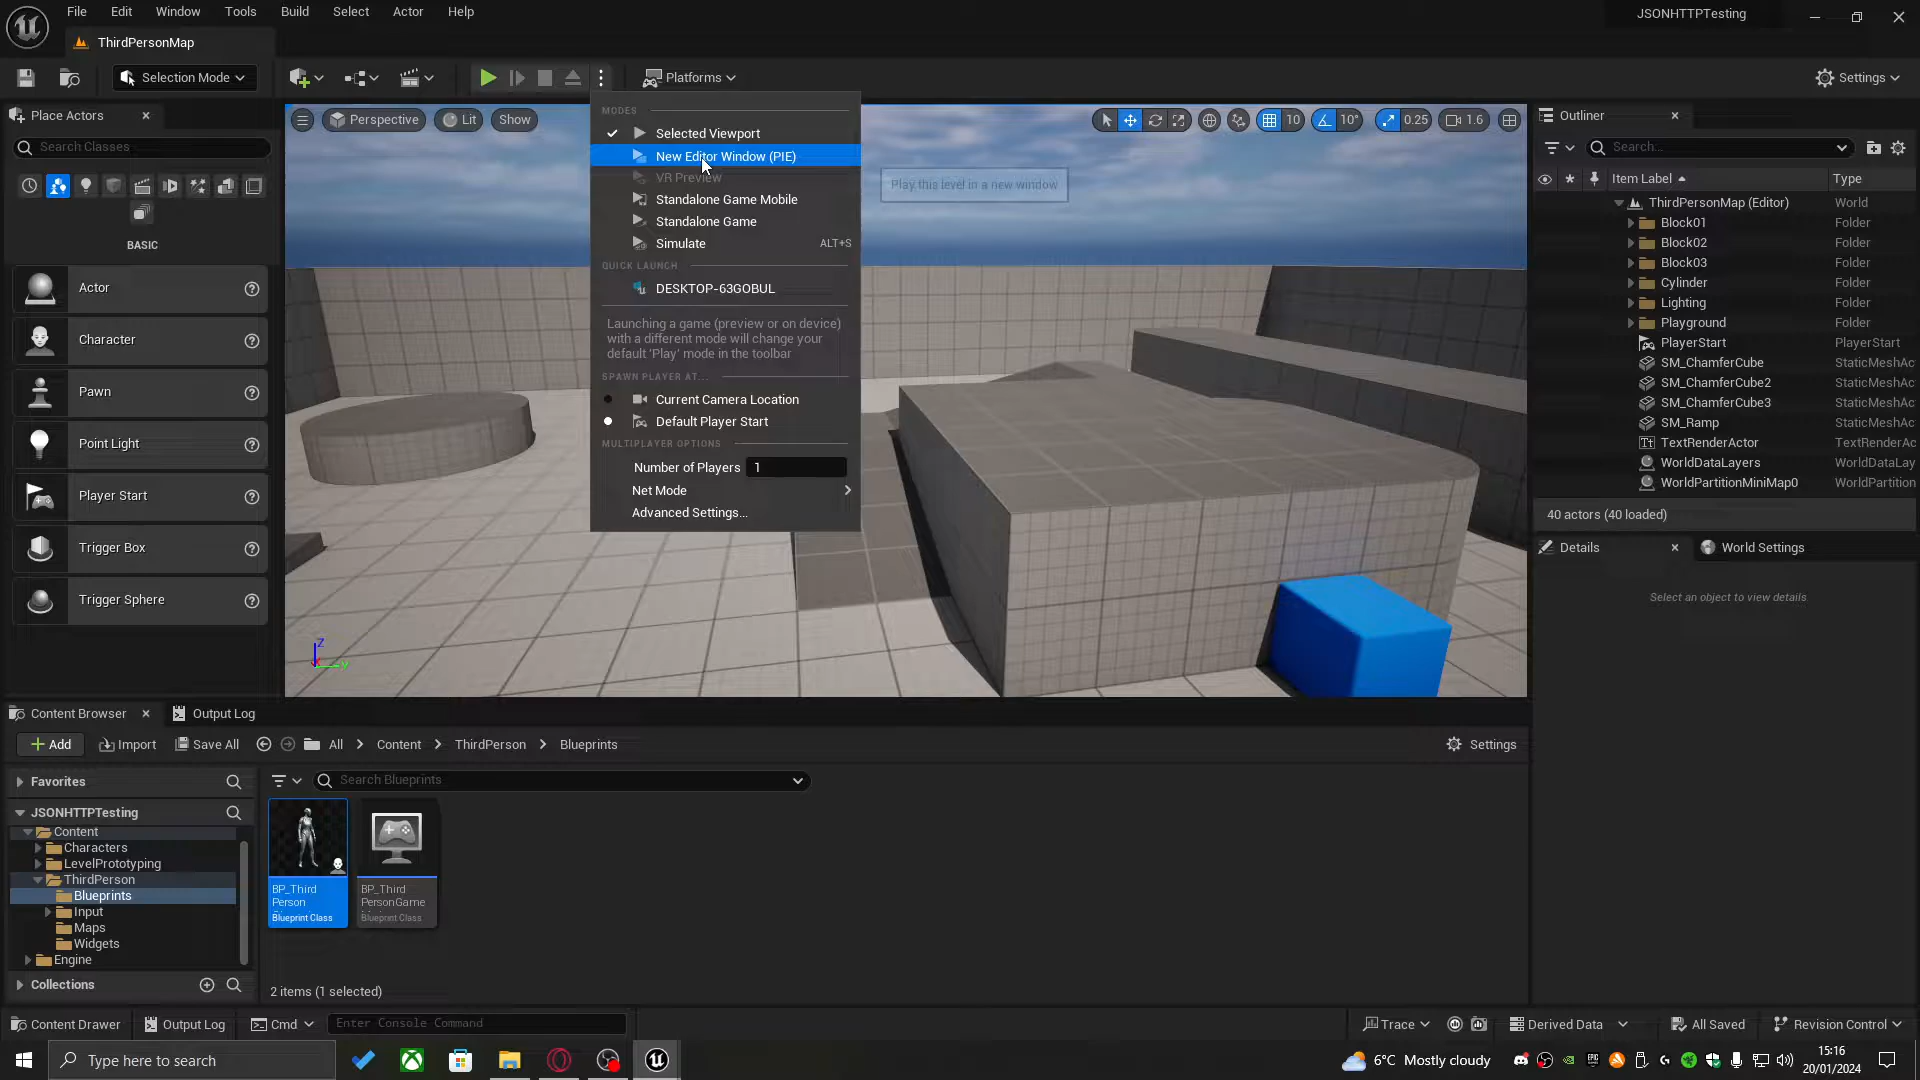 File Edit Window Tools Build Select Actor Help
JSONHTTPTesting
ThirdPersonMap
Selection Mode
Platforms
Settings
Place Actors
Search Classes
BASIC
Actor
Character
Pawn
Point Light
Player Start
Trigger Box
Trigger Sphere
Perspective Lit Show
10 10° 0.25 1.6
MODES
Selected Viewport
New Editor Window (PIE)
VR Preview
Standalone Game Mobile
Standalone Game
Simulate ALT+S
QUICK LAUNCH
DESKTOP-63GOBUL
Launching a game (preview or on device)
with a different mode will change your
default 'Play' mode in the toolbar
SPAWN PLAYER AT...
Current Camera Location
Default Player Start
MULTIPLAYER OPTIONS
Number of Players 1
Net Mode
Advanced Settings...
Play this level in a new window
Z
Y
Outliner
Search...
Item Label Type
ThirdPersonMap (Editor) World
Block01 Folder
Block02 Folder
Block03 Folder
Cylinder Folder
Lighting Folder
Playground Folder
PlayerStart PlayerStart
SM_ChamferCube StaticMeshAc
SM_ChamferCube2 StaticMeshAc
SM_ChamferCube3 StaticMeshAc
SM_Ramp StaticMeshAc
TextRenderActor TextRenderAc
WorldDataLayers WorldDataLay
WorldPartitionMiniMap0 WorldPartition
40 actors (40 loaded)
Details World Settings
Select an object to view details
Content Browser Output Log
Add Import Save All All Content ThirdPerson Blueprints Settings
Favorites
Search Blueprints
JSONHTTPTesting
Content
Characters
LevelPrototyping
ThirdPerson
Blueprints
Input
Maps
Widgets
Engine
Collections
BP_Third
Person
Blueprint Class
BP_Third
PersonGame
Blueprint Class
2 items (1 selected)
Content Drawer Output Log Cmd Enter Console Command Trace Derived Data All Saved Revision Control
Type here to search
6°C Mostly cloudy
15:16
20/01/2024